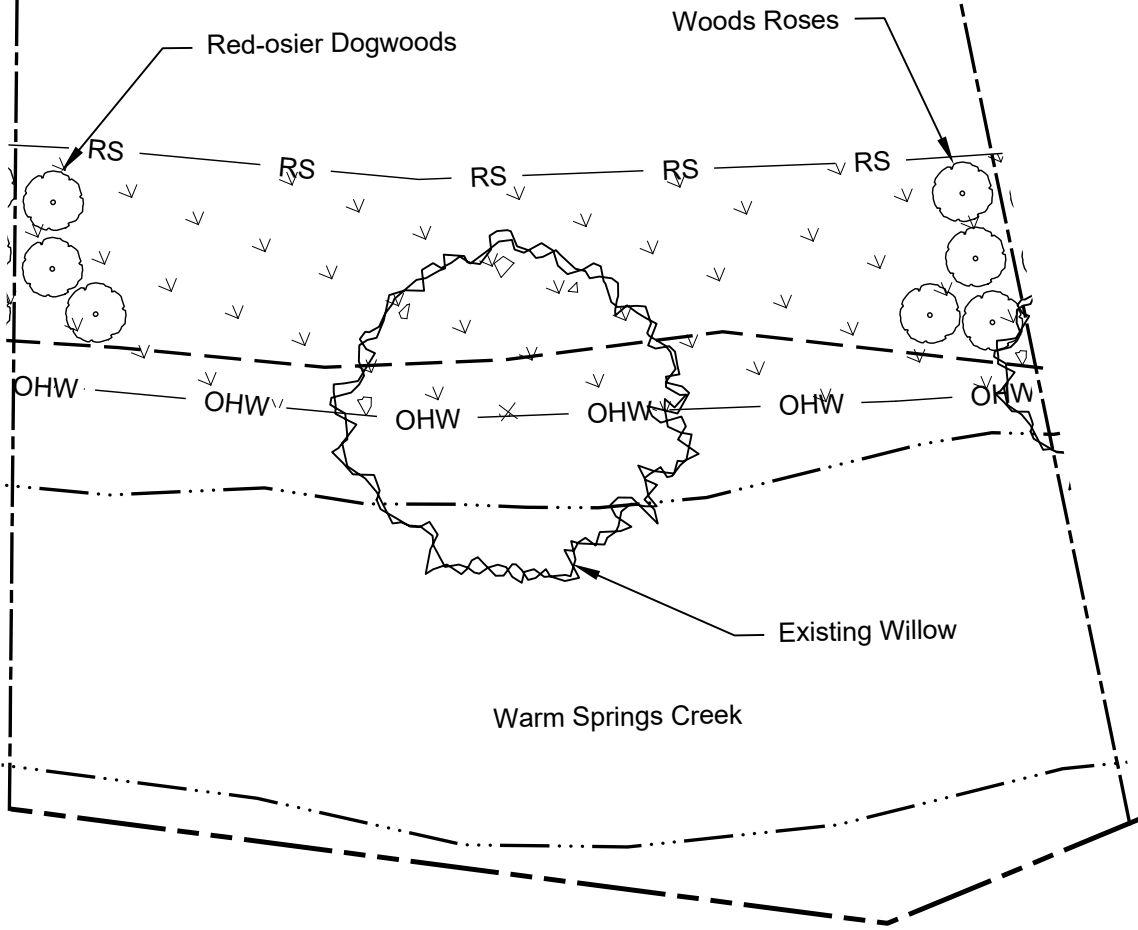 Woods Roses
Red-osier Dogwoods
RS RS RS RS RS
OHW OHW OHW OHW OHW OHW
Existing Willow
Warm Springs Creek